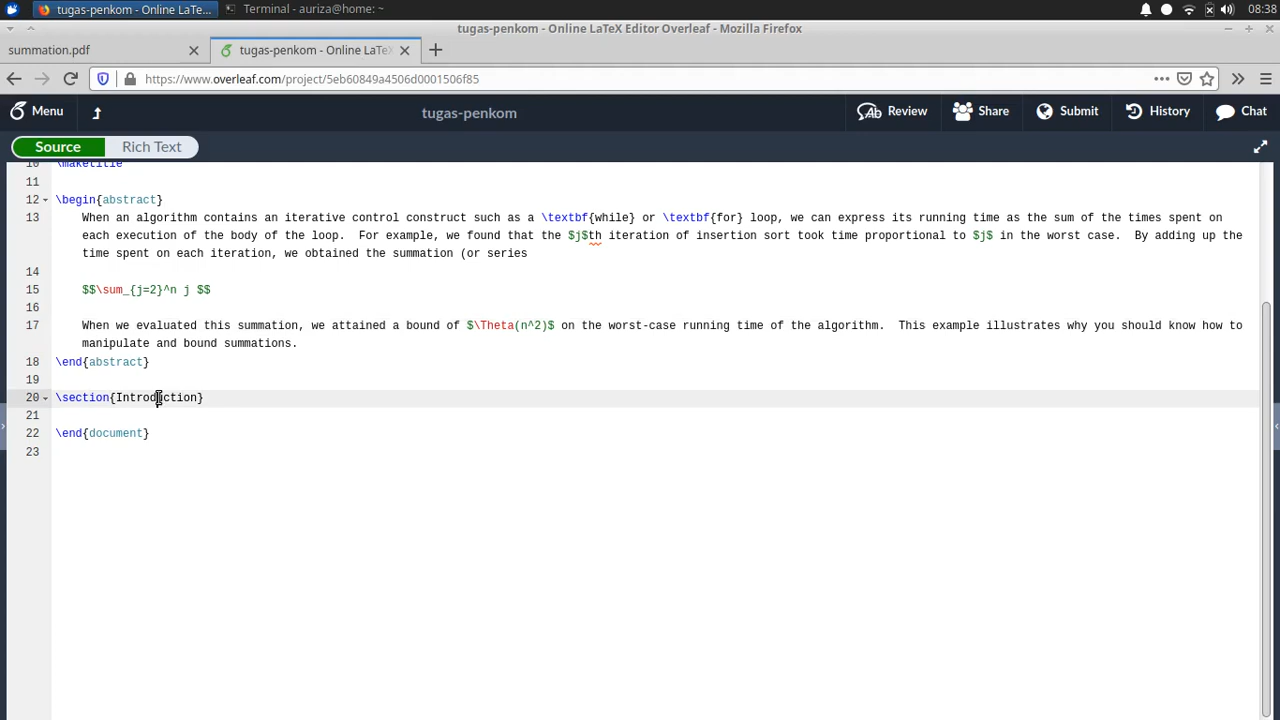 tugas-penkom - Online LaTe...
Terminal - auriza@home: ~
08:38
tugas-penkom - Online LaTeX Editor Overleaf - Mozilla Firefox
summation.pdf
tugas-penkom - Online LaTeX
https://www.overleaf.com/project/5eb60849a4506d0001506f85
Menu
tugas-penkom
Review
Share
Submit
History
Chat
Source
Rich Text
10 \maketitle
11
12 \begin{abstract}
13 When an algorithm contains an iterative control construct such as a \textbf{while} or \textbf{for} loop, we can express its running time as the sum of the times spent on
each execution of the body of the loop.  For example, we found that the $j$th iteration of insertion sort took time proportional to $j$ in the worst case.  By adding up the
time spent on each iteration, we obtained the summation (or series
14
15 $$\sum_{j=2}^n j $$
16
17 When we evaluated this summation, we attained a bound of $\Theta(n^2)$ on the worst-case running time of the algorithm.  This example illustrates why you should know how to
manipulate and bound summations.
18 \end{abstract}
19
20 \section{Introduction}
21
22 \end{document}
23